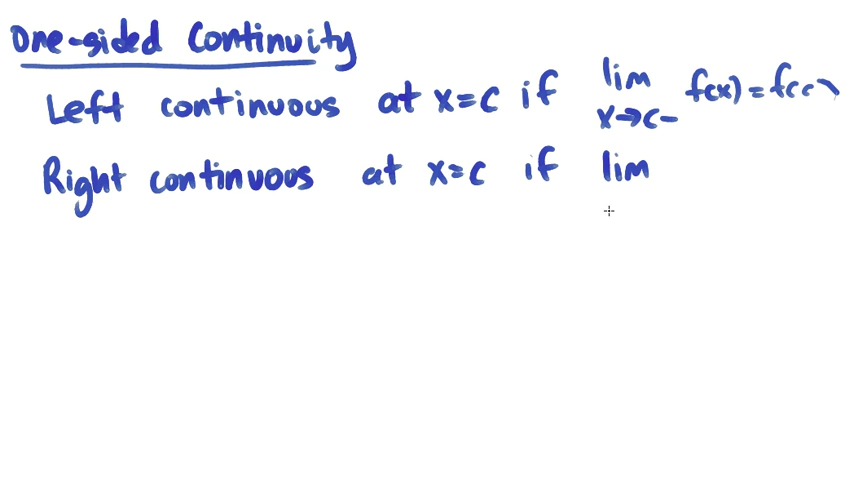 One-sided Continuity
Left continuous at x=c if lim x→c- f(x)=f(c)
Right continuous at x=c if lim